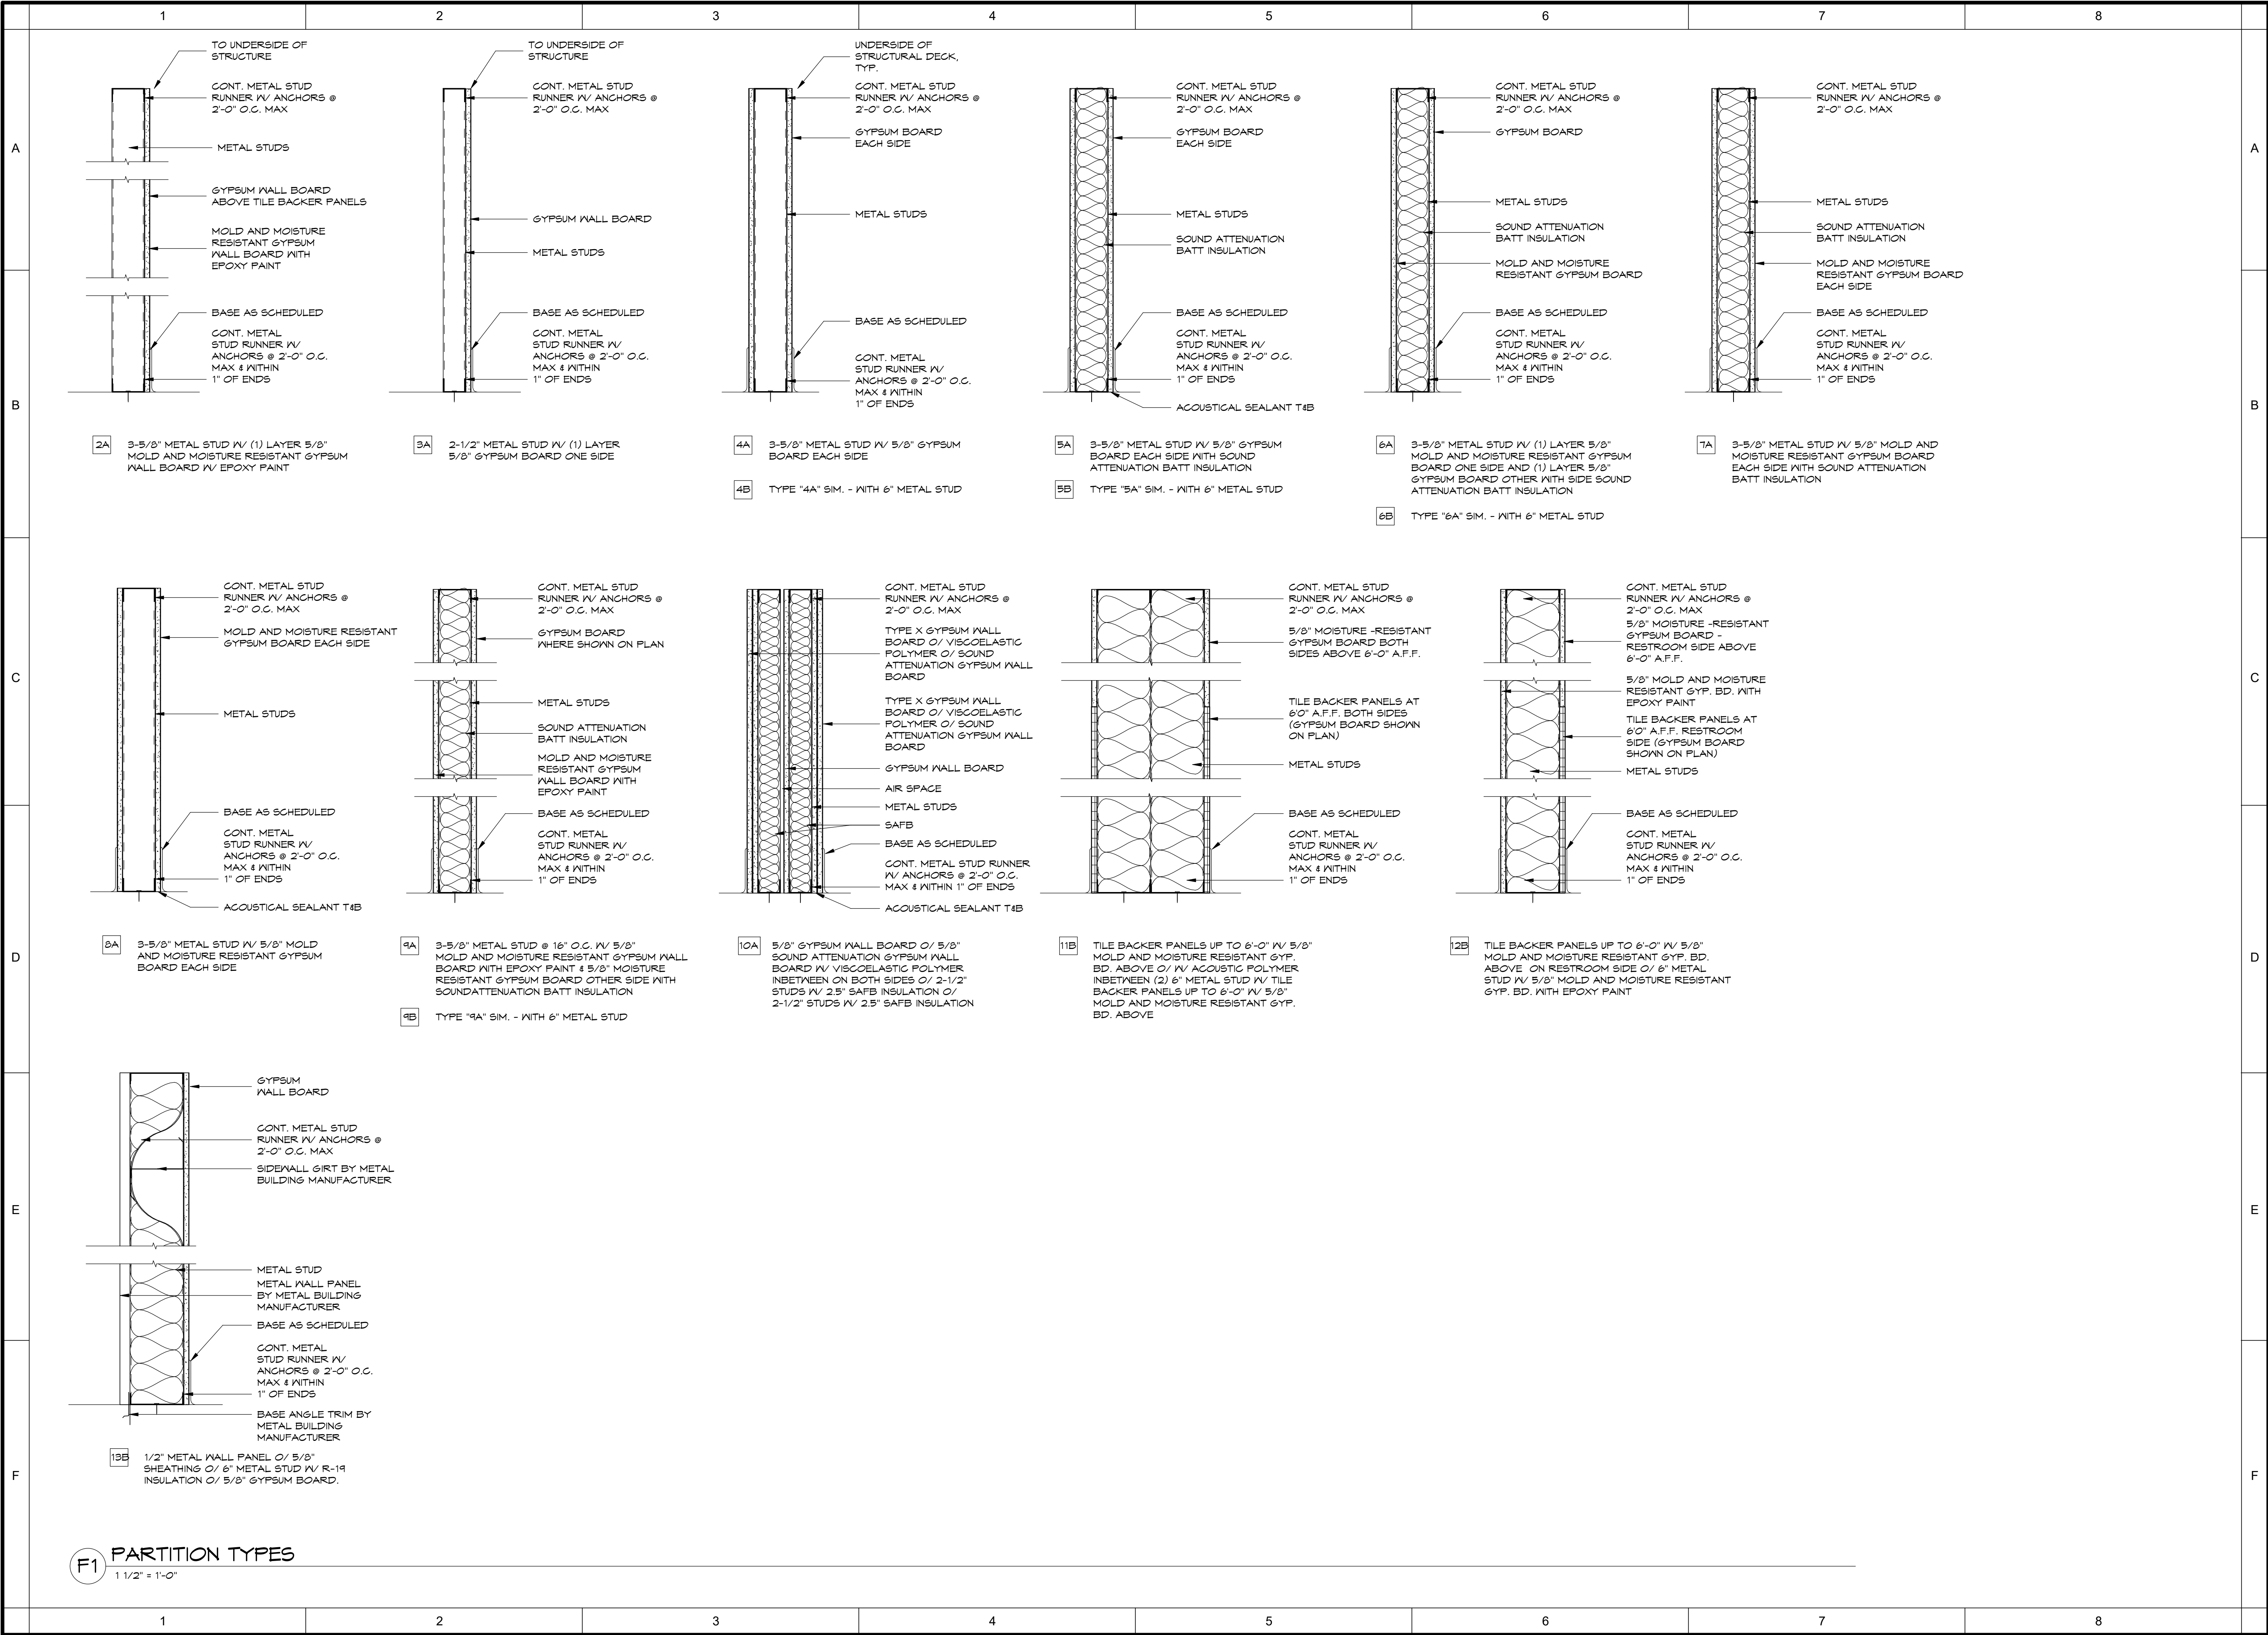 1 2 3 4 5 6 7 8
A
B
C
D
E
F
A
B
C
D
E
F
TO UNDERSIDE OF
STRUCTURE
CONT. METAL STUD
RUNNER W/ ANCHORS @
2'-0" O.C. MAX
METAL STUDS
GYPSUM WALL BOARD
ABOVE TILE BACKER PANELS
MOLD AND MOISTURE
RESISTANT GYPSUM
WALL BOARD WITH
EPOXY PAINT
BASE AS SCHEDULED
CONT. METAL
STUD RUNNER W/
ANCHORS @ 2'-0" O.C.
MAX & WITHIN
1" OF ENDS
2A 3-5/8" METAL STUD W/ (1) LAYER 5/8"
MOLD AND MOISTURE RESISTANT GYPSUM
WALL BOARD W/ EPOXY PAINT
TO UNDERSIDE OF
STRUCTURE
CONT. METAL STUD
RUNNER W/ ANCHORS @
2'-0" O.C. MAX
GYPSUM WALL BOARD
METAL STUDS
BASE AS SCHEDULED
CONT. METAL
STUD RUNNER W/
ANCHORS @ 2'-0" O.C.
MAX & WITHIN
1" OF ENDS
3A 2-1/2" METAL STUD W/ (1) LAYER
5/8" GYPSUM BOARD ONE SIDE
UNDERSIDE OF
STRUCTURAL DECK,
TYP.
CONT. METAL STUD
RUNNER W/ ANCHORS @
2'-0" O.C. MAX
GYPSUM BOARD
EACH SIDE
METAL STUDS
BASE AS SCHEDULED
CONT. METAL
STUD RUNNER W/
ANCHORS @ 2'-0" O.C.
MAX & WITHIN
1" OF ENDS
4A 3-5/8" METAL STUD W/ 5/8" GYPSUM
BOARD EACH SIDE
4B TYPE "4A" SIM. - WITH 6" METAL STUD
CONT. METAL STUD
RUNNER W/ ANCHORS @
2'-0" O.C. MAX
GYPSUM BOARD
EACH SIDE
METAL STUDS
SOUND ATTENUATION
BATT INSULATION
BASE AS SCHEDULED
CONT. METAL
STUD RUNNER W/
ANCHORS @ 2'-0" O.C.
MAX & WITHIN
1" OF ENDS
ACOUSTICAL SEALANT T&B
5A 3-5/8" METAL STUD W/ 5/8" GYPSUM
BOARD EACH SIDE WITH SOUND
ATTENUATION BATT INSULATION
5B TYPE "5A" SIM. - WITH 6" METAL STUD
CONT. METAL STUD
RUNNER W/ ANCHORS @
2'-0" O.C. MAX
GYPSUM BOARD
METAL STUDS
SOUND ATTENUATION
BATT INSULATION
MOLD AND MOISTURE
RESISTANT GYPSUM BOARD
BASE AS SCHEDULED
CONT. METAL
STUD RUNNER W/
ANCHORS @ 2'-0" O.C.
MAX & WITHIN
1" OF ENDS
6A 3-5/8" METAL STUD W/ (1) LAYER 5/8"
MOLD AND MOISTURE RESISTANT GYPSUM
BOARD ONE SIDE AND (1) LAYER 5/8"
GYPSUM BOARD OTHER WITH SIDE SOUND
ATTENUATION BATT INSULATION
6B TYPE "6A" SIM. - WITH 6" METAL STUD
CONT. METAL STUD
RUNNER W/ ANCHORS @
2'-0" O.C. MAX
METAL STUDS
SOUND ATTENUATION
BATT INSULATION
MOLD AND MOISTURE
RESISTANT GYPSUM BOARD
EACH SIDE
BASE AS SCHEDULED
CONT. METAL
STUD RUNNER W/
ANCHORS @ 2'-0" O.C.
MAX & WITHIN
1" OF ENDS
7A 3-5/8" METAL STUD W/ 5/8" MOLD AND
MOISTURE RESISTANT GYPSUM BOARD
EACH SIDE WITH SOUND ATTENUATION
BATT INSULATION
CONT. METAL STUD
RUNNER W/ ANCHORS @
2'-0" O.C. MAX
MOLD AND MOISTURE RESISTANT
GYPSUM BOARD EACH SIDE
METAL STUDS
BASE AS SCHEDULED
CONT. METAL
STUD RUNNER W/
ANCHORS @ 2'-0" O.C.
MAX & WITHIN
1" OF ENDS
ACOUSTICAL SEALANT T&B
8A 3-5/8" METAL STUD W/ 5/8" MOLD
AND MOISTURE RESISTANT GYPSUM
BOARD EACH SIDE
CONT. METAL STUD
RUNNER W/ ANCHORS @
2'-0" O.C. MAX
GYPSUM BOARD
WHERE SHOWN ON PLAN
METAL STUDS
SOUND ATTENUATION
BATT INSULATION
MOLD AND MOISTURE
RESISTANT GYPSUM
WALL BOARD WITH
EPOXY PAINT
BASE AS SCHEDULED
CONT. METAL
STUD RUNNER W/
ANCHORS @ 2'-0" O.C.
MAX & WITHIN
1" OF ENDS
9A 3-5/8" METAL STUD @ 16" O.C. W/ 5/8"
MOLD AND MOISTURE RESISTANT GYPSUM WALL
BOARD WITH EPOXY PAINT & 5/8" MOISTURE
RESISTANT GYPSUM BOARD OTHER SIDE WITH
SOUNDATTENUATION BATT INSULATION
9B TYPE "9A" SIM. - WITH 6" METAL STUD
CONT. METAL STUD
RUNNER W/ ANCHORS @
2'-0" O.C. MAX
TYPE X GYPSUM WALL
BOARD O/ VISCOELASTIC
POLYMER O/ SOUND
ATTENUATION GYPSUM WALL
BOARD
TYPE X GYPSUM WALL
BOARD O/ VISCOELASTIC
POLYMER O/ SOUND
ATTENUATION GYPSUM WALL
BOARD
GYPSUM WALL BOARD
AIR SPACE
METAL STUDS
SAFB
BASE AS SCHEDULED
CONT. METAL STUD RUNNER
W/ ANCHORS @ 2'-0" O.C.
MAX & WITHIN 1" OF ENDS
ACOUSTICAL SEALANT T&B
10A 5/8" GYPSUM WALL BOARD O/ 5/8"
SOUND ATTENUATION GYPSUM WALL
BOARD W/ VISCOELASTIC POLYMER
INBETWEEN ON BOTH SIDES O/ 2-1/2"
STUDS W/ 2.5" SAFB INSULATION O/
2-1/2" STUDS W/ 2.5" SAFB INSULATION
CONT. METAL STUD
RUNNER W/ ANCHORS @
2'-0" O.C. MAX
5/8" MOISTURE -RESISTANT
GYPSUM BOARD BOTH
SIDES ABOVE 6'-0" A.F.F.
TILE BACKER PANELS AT
6'0" A.F.F. BOTH SIDES
(GYPSUM BOARD SHOWN
ON PLAN)
METAL STUDS
BASE AS SCHEDULED
CONT. METAL
STUD RUNNER W/
ANCHORS @ 2'-0" O.C.
MAX & WITHIN
1" OF ENDS
11B TILE BACKER PANELS UP TO 6'-0" W/ 5/8"
MOLD AND MOISTURE RESISTANT GYP.
BD. ABOVE O/ W/ ACOUSTIC POLYMER
INBETWEEN (2) 6" METAL STUD W/ TILE
BACKER PANELS UP TO 6'-0" W/ 5/8"
MOLD AND MOISTURE RESISTANT GYP.
BD. ABOVE
CONT. METAL STUD
RUNNER W/ ANCHORS @
2'-0" O.C. MAX
5/8" MOISTURE -RESISTANT
GYPSUM BOARD -
RESTROOM SIDE ABOVE
6'-0" A.F.F.
5/8" MOLD AND MOISTURE
RESISTANT GYP. BD. WITH
EPOXY PAINT
TILE BACKER PANELS AT
6'0" A.F.F. RESTROOM
SIDE (GYPSUM BOARD
SHOWN ON PLAN)
METAL STUDS
BASE AS SCHEDULED
CONT. METAL
STUD RUNNER W/
ANCHORS @ 2'-0" O.C.
MAX & WITHIN
1" OF ENDS
12B TILE BACKER PANELS UP TO 6'-0" W/ 5/8"
MOLD AND MOISTURE RESISTANT GYP. BD.
ABOVE ON RESTROOM SIDE O/ 6" METAL
STUD W/ 5/8" MOLD AND MOISTURE RESISTANT
GYP. BD. WITH EPOXY PAINT
GYPSUM
WALL BOARD
CONT. METAL STUD
RUNNER W/ ANCHORS @
2'-0" O.C. MAX
SIDEWALL GIRT BY METAL
BUILDING MANUFACTURER
METAL STUD
METAL WALL PANEL
BY METAL BUILDING
MANUFACTURER
BASE AS SCHEDULED
CONT. METAL
STUD RUNNER W/
ANCHORS @ 2'-0" O.C.
MAX & WITHIN
1" OF ENDS
BASE ANGLE TRIM BY
METAL BUILDING
MANUFACTURER
13B 1/2" METAL WALL PANEL O/ 5/8"
SHEATHING O/ 6" METAL STUD W/ R-19
INSULATION O/ 5/8" GYPSUM BOARD.
F1 PARTITION TYPES
1 1/2" = 1'-0"
1 2 3 4 5 6 7 8